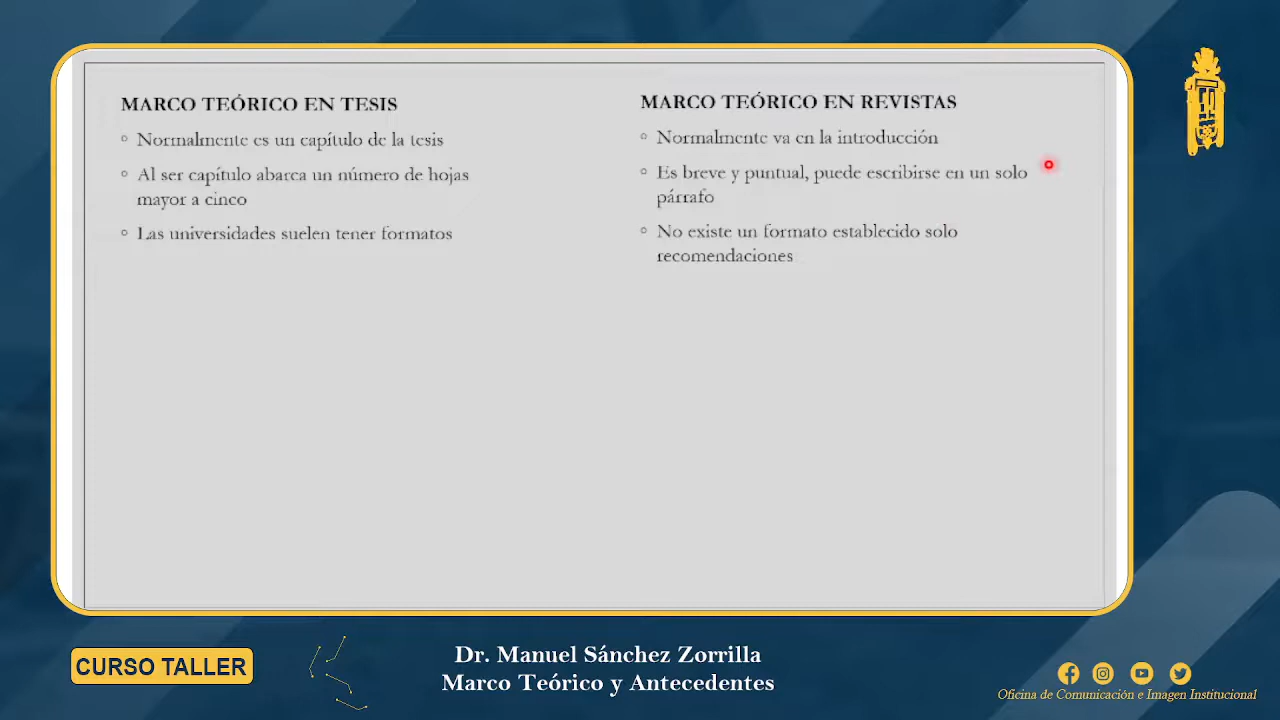 MARCO TEÓRICO EN TESIS
Normalmente es un capítulo de la tesis
Al ser capítulo abarca un número de hojas
mayor a cinco
Las universidades suelen tener formatos
MARCO TEÓRICO EN REVISTAS
Normalmente va en la introducción
Es breve y puntual, puede escribirse en un solo
párrafo
No existe un formato establecido solo
recomendaciones
CURSO TALLER
Dr. Manuel Sánchez Zorrilla
Marco Teórico y Antecedentes
Oficina de Comunicación e Imagen Institucional